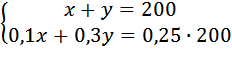 x + y = 200
0,1x + 0,3y = 0,25 · 200